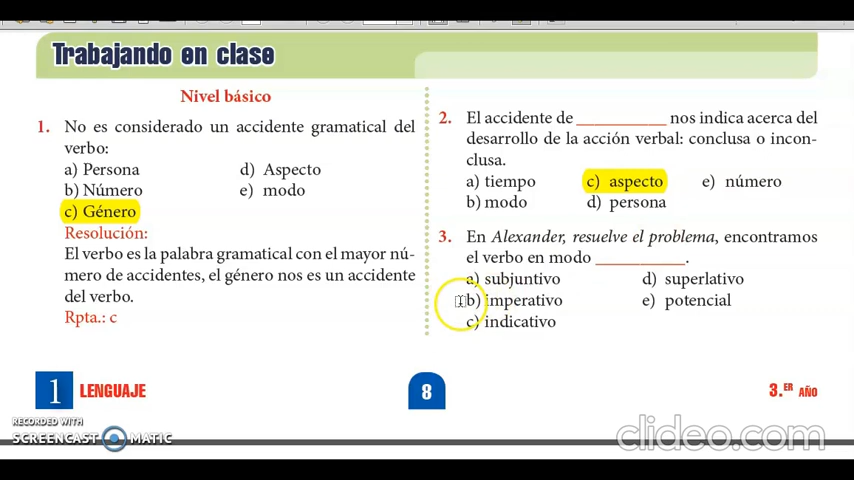 Trabajando en clase
Nivel básico
1. No es considerado un accidente gramatical del
verbo:
a) Persona d) Aspecto
b) Número e) modo
c) Género
Resolución:
El verbo es la palabra gramatical con el mayor nú-
mero de accidentes, el género nos es un accidente
del verbo.
Rpta.: c
2. El accidente de __________ nos indica acerca del
desarrollo de la acción verbal: conclusa o incon-
clusa.
a) tiempo c) aspecto e) número
b) modo d) persona
3. En Alexander, resuelve el problema, encontramos
el verbo en modo __________.
a) subjuntivo d) superlativo
b) imperativo e) potencial
c) indicativo
1 LENGUAJE 8 3.ER AÑO
RECORDED WITH
SCREENCAST MATIC
clideo.com